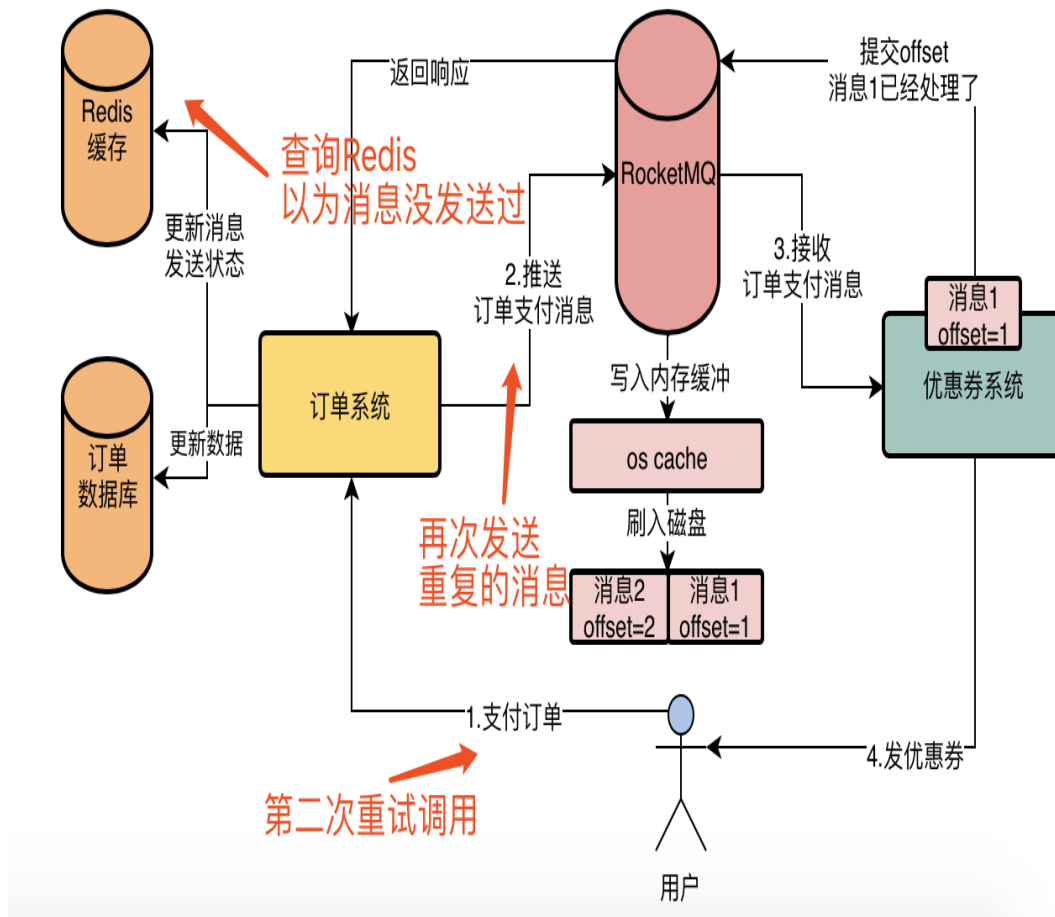 提交offset
消息1已经处理了
返回响应
Redis
缓存
查询Redis
以为消息没发送过
RocketMQ
更新消息
发送状态
2.推送
订单支付消息
3.接收
订单支付消息
消息1
offset=1
优惠券系统
写入内存缓冲
订单系统
更新数据
订单
数据库
os cache
刷入磁盘
再次发送
重复的消息
消息2
offset=2
消息1
offset=1
1.支付订单
4.发优惠券
第二次重试调用
用户